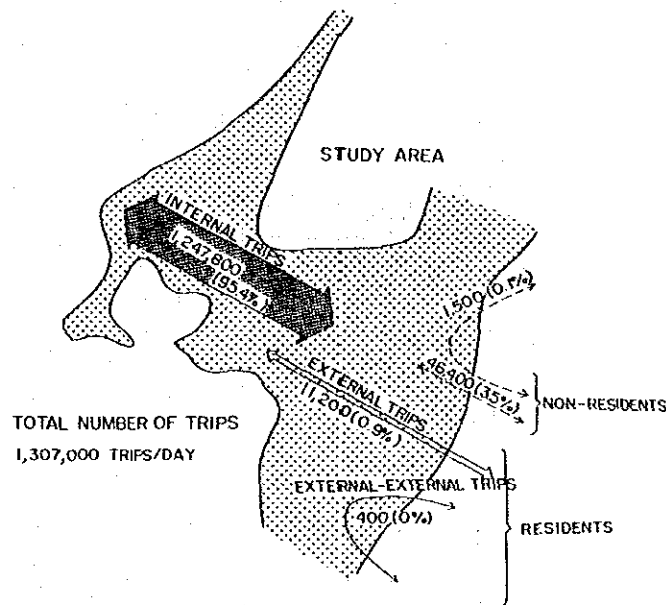 STUDY AREA
INTERNAL TRIPS
1,247,800
(95.4%)
1,500 (0.1%)
46,400 (3.5%)
NON-RESIDENTS
EXTERNAL TRIPS
11,200 (0.9%)
TOTAL NUMBER OF TRIPS
1,307,000 TRIPS/DAY
EXTERNAL-EXTERNAL TRIPS
400 (0%)
RESIDENTS